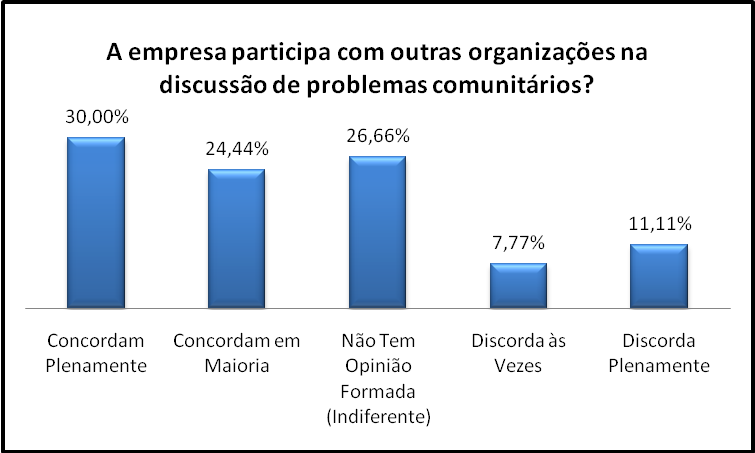 A empresa participa com outras organizações na
discussão de problemas comunitários?
30,00%
24,44%
26,66%
7,77%
11,11%
Concordam
Plenamente
Concordam em
Maioria
Não Tem
Opinião
Formada
(Indiferente)
Discorda às
Vezes
Discorda
Plenamente